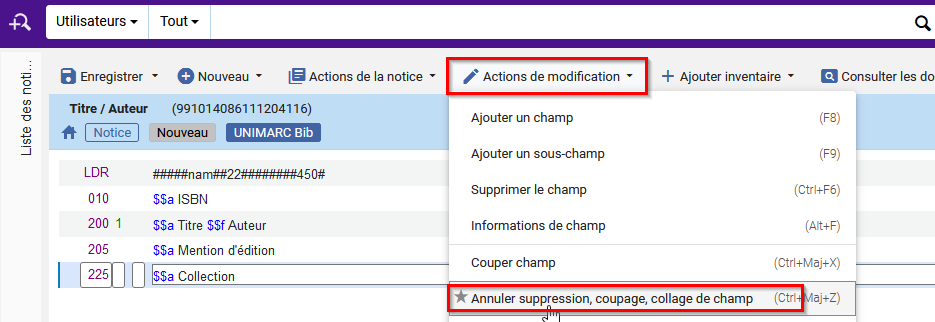 Utilisateurs Tout
Liste des noti...
Enregistrer Nouveau Actions de la notice Actions de modification Ajouter inventaire Consulter les do
Titre / Auteur (991014086111204116)
Notice Nouveau UNIMARC Bib
LDR #####nam##22########450#
010 $$a ISBN
200 1 $$a Titre $$f Auteur
205 $$a Mention d'édition
225 $$a Collection
Ajouter un champ (F8)
Ajouter un sous-champ (F9)
Supprimer le champ (Ctrl+F6)
Informations de champ (Alt+F)
Couper champ (Ctrl+Maj+X)
Annuler suppression, coupage, collage de champ (Ctrl+Maj+Z)